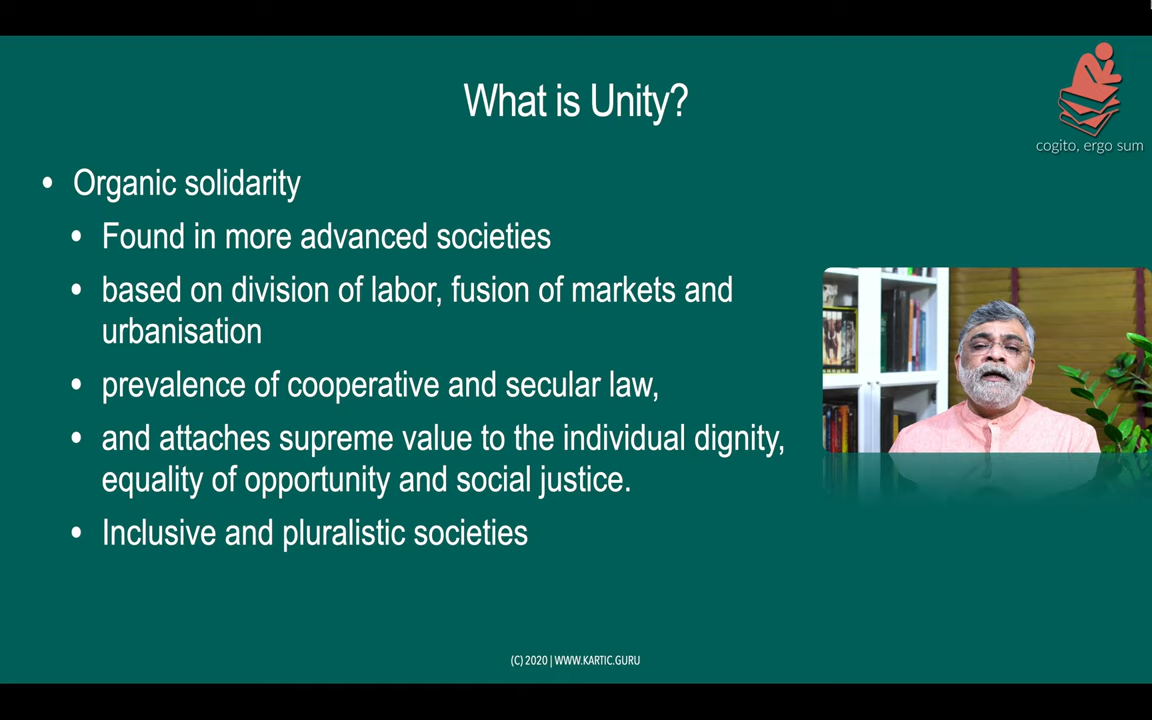 What is Unity?
cogito, ergo sum
• Organic solidarity
• Found in more advanced societies
• based on division of labor, fusion of markets and
urbanisation
• prevalence of cooperative and secular law,
• and attaches supreme value to the individual dignity,
equality of opportunity and social justice.
• Inclusive and pluralistic societies
(C) 2020 | WWW.KARTIC.GURU